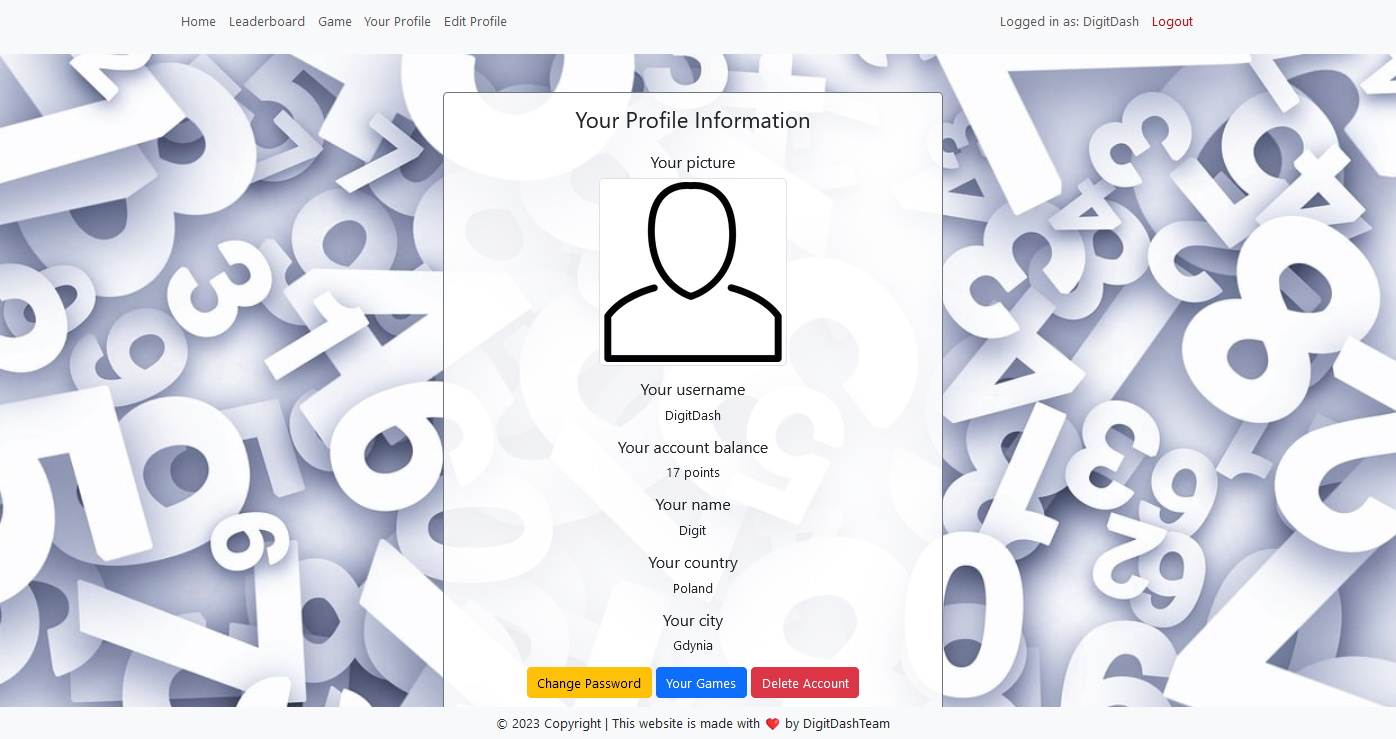 Home Leaderboard Game Your Profile Edit Profile Logged in as: DigitDash Logout
Your Profile Information
Your picture
Your username
DigitDash
Your account balance
17 points
Your name
Digit
Your country
Poland
Your city
Gdynia
Change Password Your Games Delete Account
© 2023 Copyright | This website is made with ❤️ by DigitDashTeam